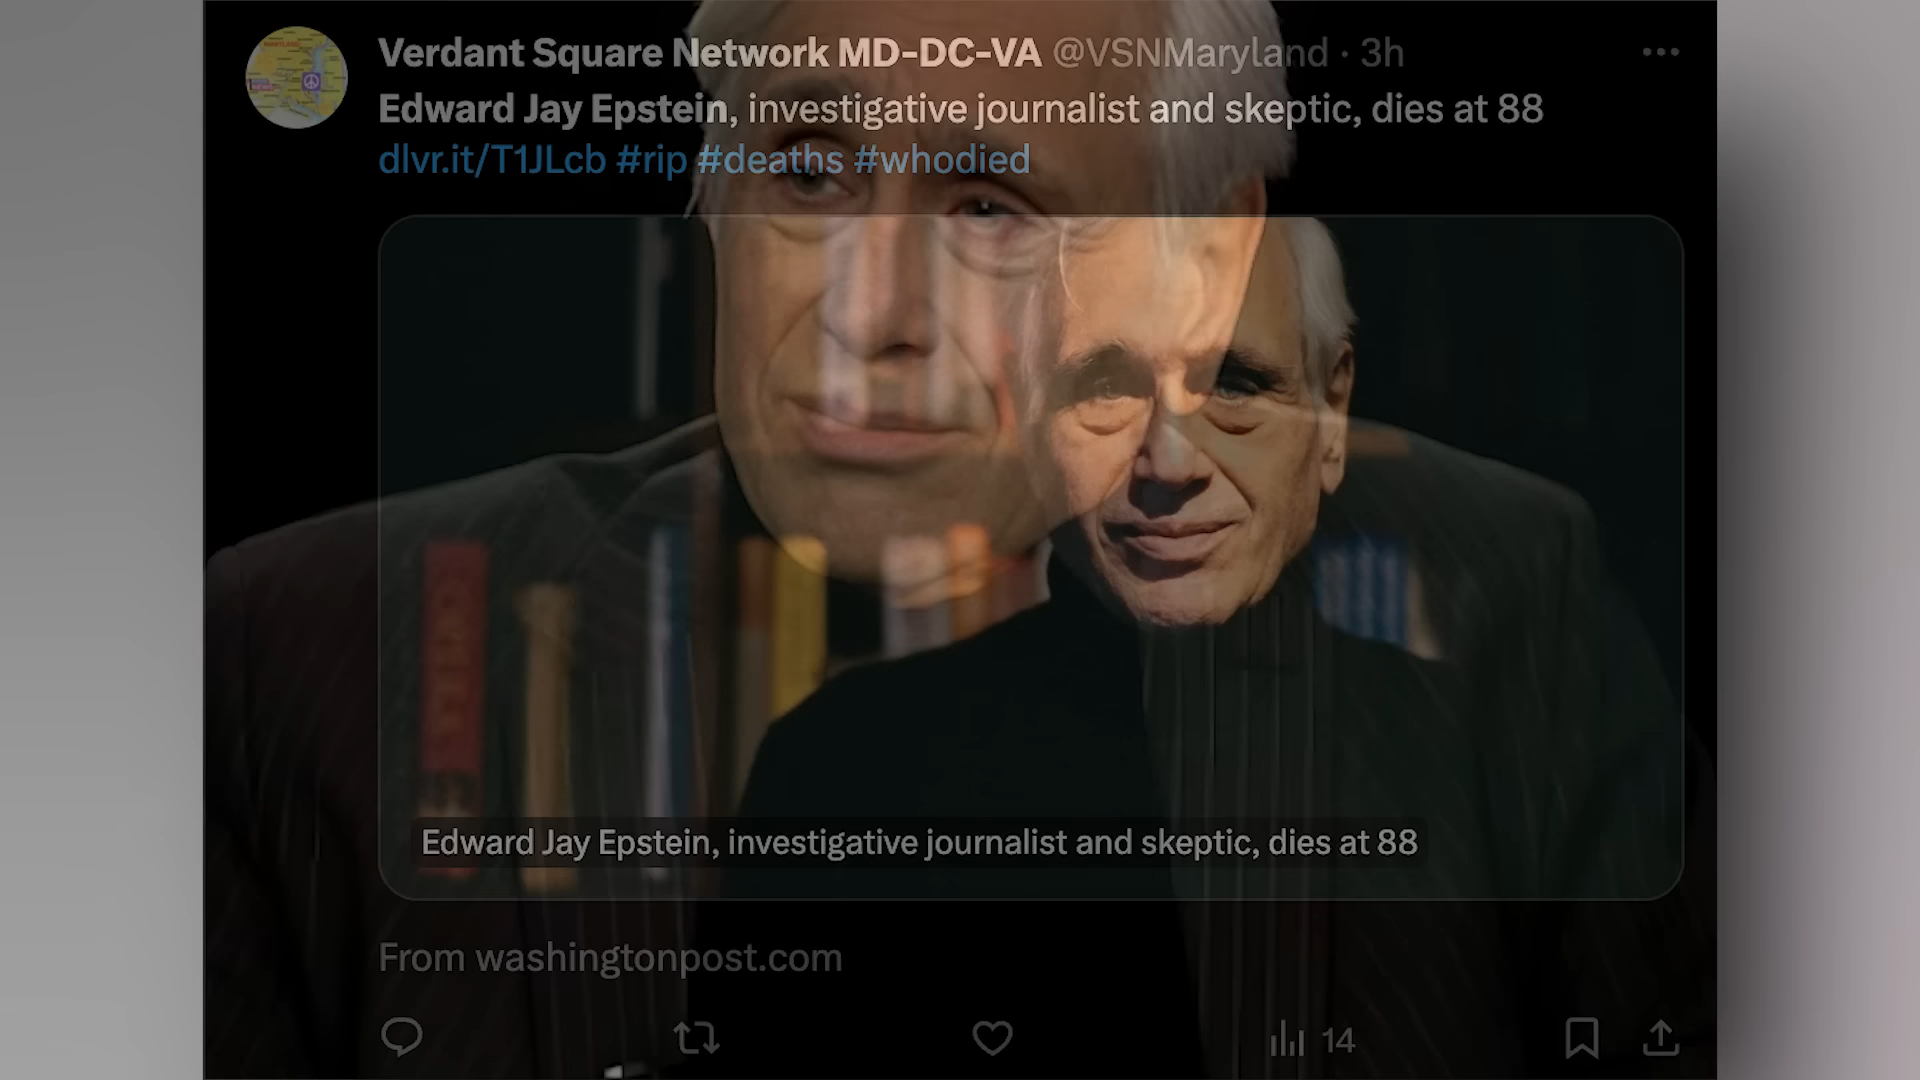 Verdant Square Network MD-DC-VA @VSNMaryland · 3h
Edward Jay Epstein, investigative journalist and skeptic, dies at 88
dlvr.it/T1JLcb #rip #deaths #whodied
Edward Jay Epstein, investigative journalist and skeptic, dies at 88
From washingtonpost.com
14